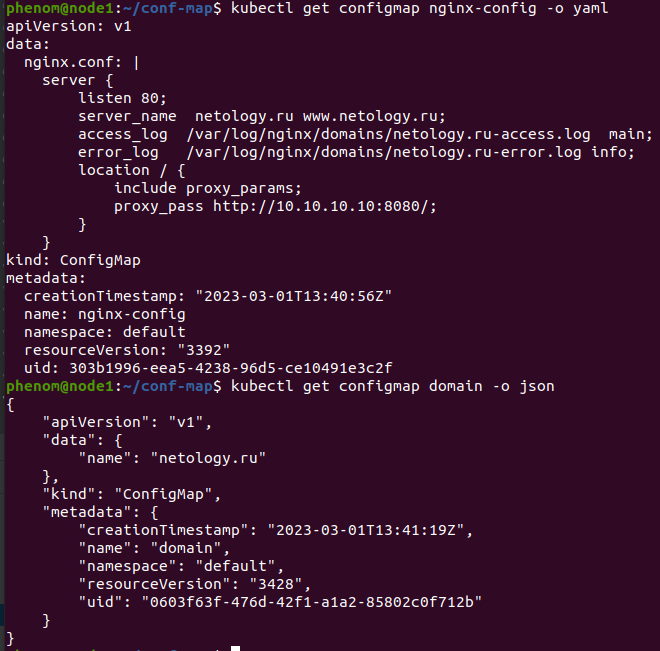 phenom@node1:~/conf-map$ kubectl get configmap nginx-config -o yaml
apiVersion: v1
data:
  nginx.conf: |
    server {
        listen 80;
        server_name  netology.ru www.netology.ru;
        access_log  /var/log/nginx/domains/netology.ru-access.log  main;
        error_log   /var/log/nginx/domains/netology.ru-error.log info;
        location / {
            include proxy_params;
            proxy_pass http://10.10.10.10:8080/;
        }
    }
kind: ConfigMap
metadata:
  creationTimestamp: "2023-03-01T13:40:56Z"
  name: nginx-config
  namespace: default
  resourceVersion: "3392"
  uid: 303b1996-eea5-4238-96d5-ce10491e3c2f
phenom@node1:~/conf-map$ kubectl get configmap domain -o json
{
    "apiVersion": "v1",
    "data": {
        "name": "netology.ru"
    },
    "kind": "ConfigMap",
    "metadata": {
        "creationTimestamp": "2023-03-01T13:41:19Z",
        "name": "domain",
        "namespace": "default",
        "resourceVersion": "3428",
        "uid": "0603f63f-476d-42f1-a1a2-85802c0f712b"
    }
}